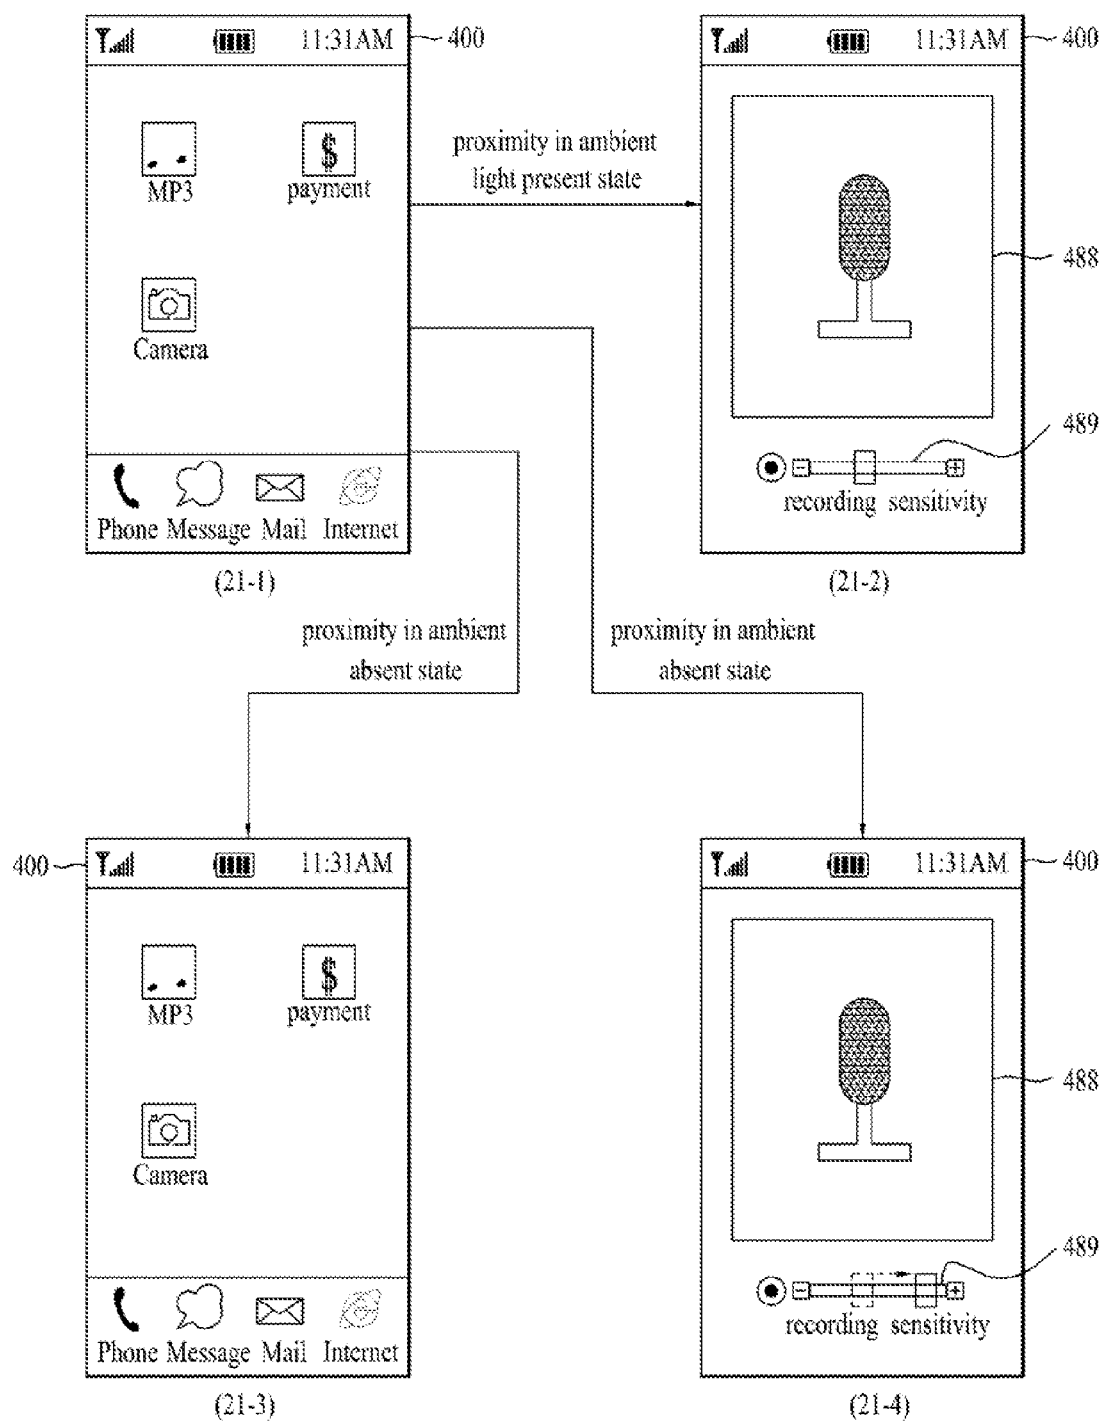 11:31AM
400
11:31AM
400
MP3
$
payment
proximity in ambient
light present state
488
Camera
489
Phone
Message
Mail
Internet
recording sensitivity
(21-1)
(21-2)
proximity in ambient
absent state
proximity in ambient
absent state
400
11:31AM
11:31AM
400
MP3
$
payment
488
Camera
489
Phone
Message
Mail
Internet
recording sensitivity
(21-3)
(21-4)